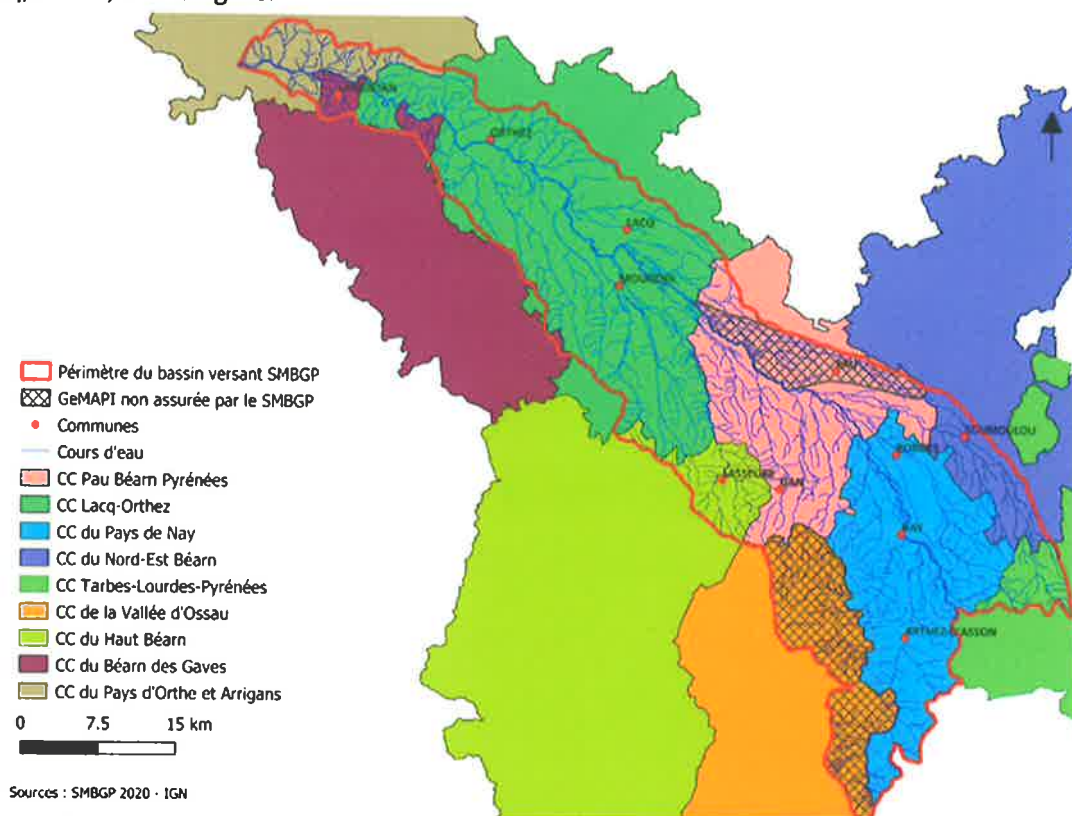 ORTHEZ
LACQ
MOURENX
PAU
SOUMOULOU
BORDES
LASSEUBE
GAN
NAY
ARTHEZ-D'ASSON
Périmètre du bassin versant SMBGP
GeMAPI non assurée par le SMBGP
Communes
Cours d'eau
CC Pau Béarn Pyrénées
CC Lacq-Orthez
CC du Pays de Nay
CC du Nord-Est Béarn
CC Tarbes-Lourdes-Pyrénées
CC de la Vallée d'Ossau
CC du Haut Béarn
CC du Béarn des Gaves
CC du Pays d'Orthe et Arrigans
0 7.5 15 km
Sources : SMBGP 2020 - IGN